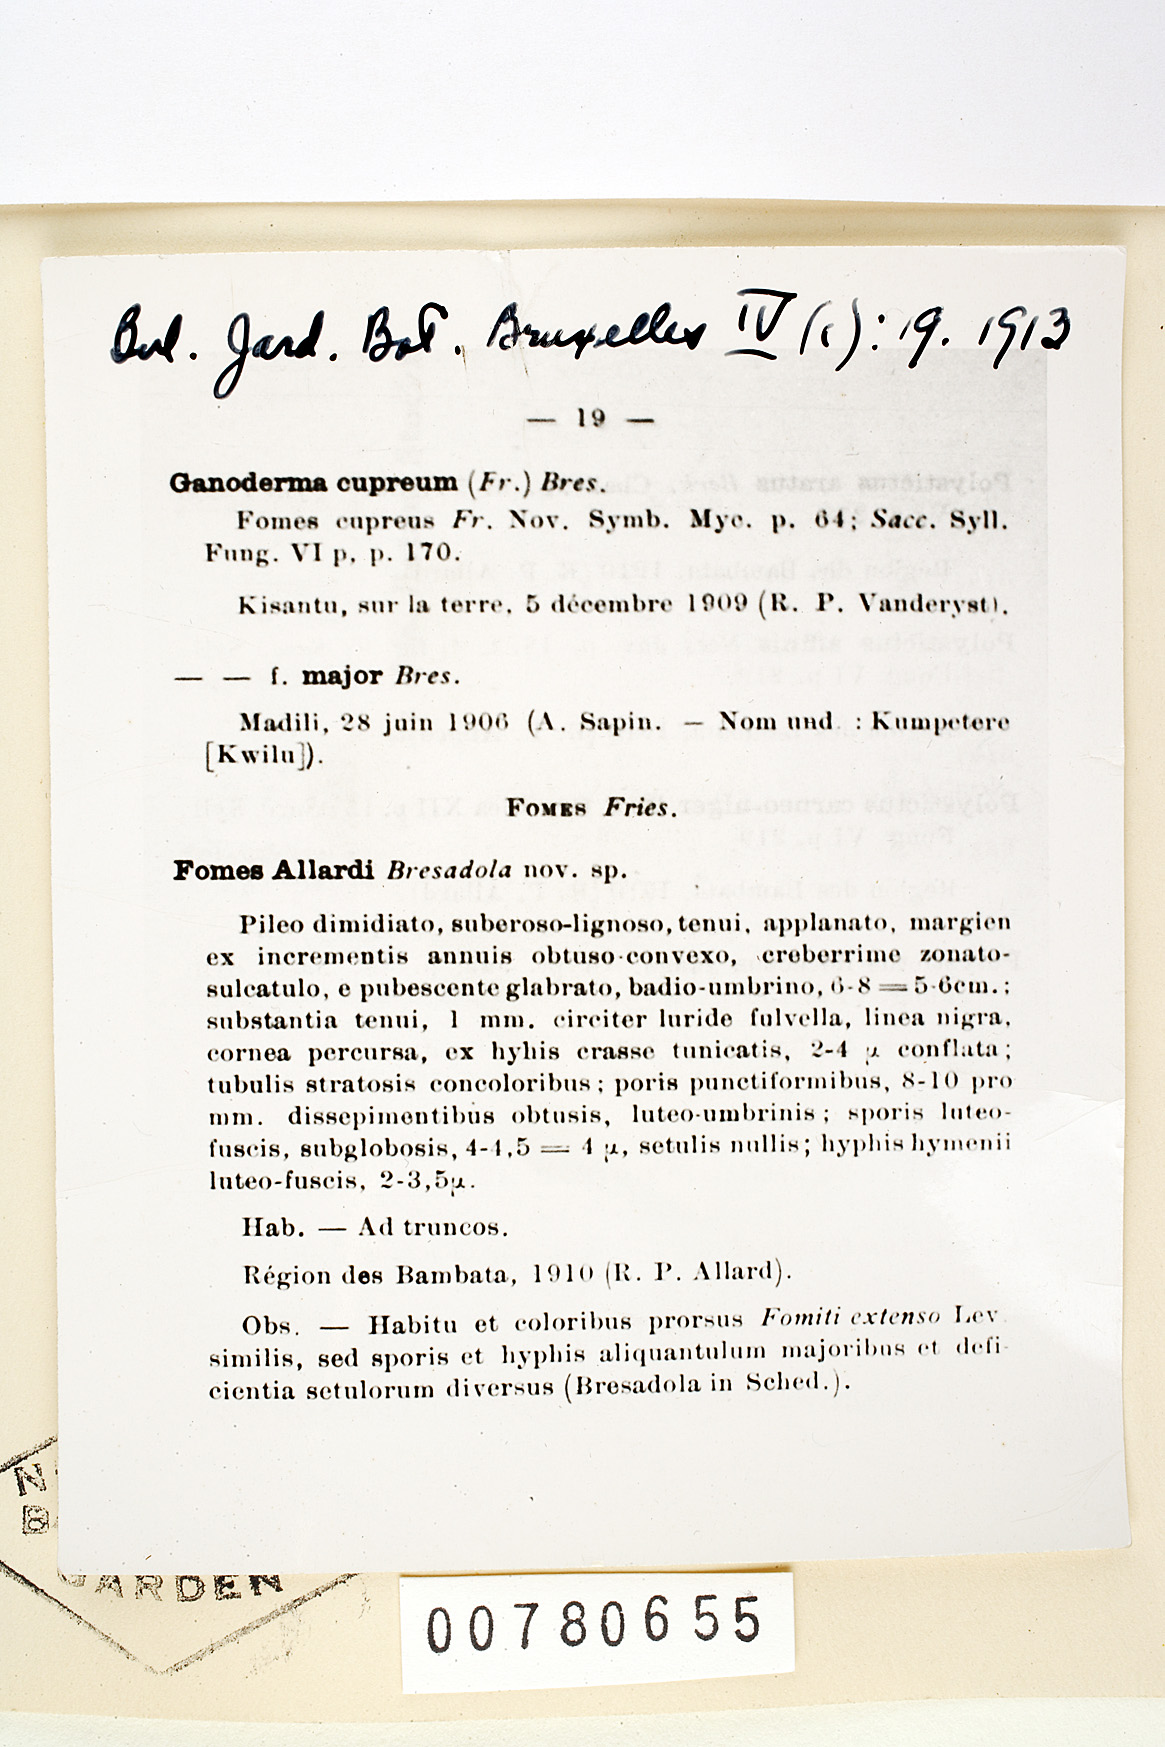 Bul. Jard. Bot. Bruxelles IV (1): 19. 1913
— 19 —
Ganoderma cupreum (Fr.) Bres.
Fomes cupreus Fr. Nov. Symb. Myc. p. 64; Sacc. Syll.
Fung. VI p, p. 170.
Kisantu, sur la terre, 5 décembre 1909 (R. P. Vanderyst).
— — f. major Bres.
Madili, 28 juin 1906 (A. Sapin. — Nom und. : Kumpetere
[Kwilu]).
FOMES Fries.
Fomes Allardi Bresadola nov. sp.
Pileo dimidiato, suberoso-lignoso, tenui, applanato, margien
ex incrementis annuis obtuso-convexo, creberrime zonato-
sulcatulo, e pubescente glabrato, badio-umbrino, 6-8 = 5-6cm.;
substantia tenui, 1 mm. circiter luride fulvella, linea nigra,
cornea percursa, ex hyhis crasse tunicatis, 2-4 µ conflata;
tubulis stratosis concoloribus; poris punctiformibus, 8-10 pro
mm. dissepimentibus obtusis, luteo-umbrinis; sporis luteo-
fuscis, subglobosis, 4-4,5 = 4 µ, setulis nullis; hyphis hymenii
luteo-fuscis, 2-3,5µ.
Hab. — Ad truncos.
Région des Bambata, 1910 (R. P. Allard).
Obs. — Habitu et coloribus prorsus Fomiti extenso Lev.
similis, sed sporis et hyphis aliquantulum majoribus et defi-
cientia setulorum diversus (Bresadola in Sched.).
GARDEN
00780655